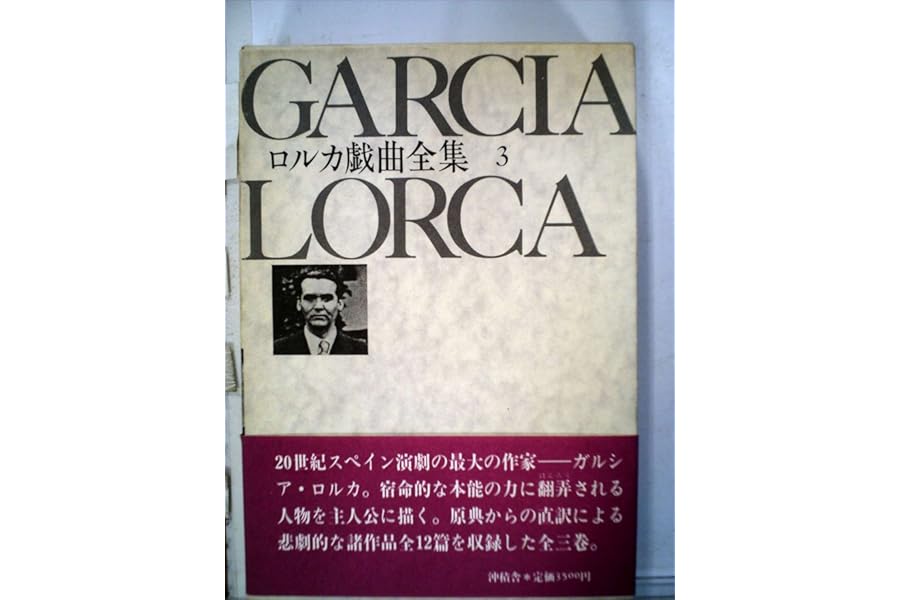 GARCIA
ロルカ戯曲全集 3
LORCA
20世紀スペイン演劇の最大の作家――ガルシ
ア・ロルカ。宿命的な本能の力に翻弄される
人物を主人公に描く。原典からの直訳による
悲劇的な諸作品全12篇を収録した全三巻。
沖積舎＊定価3500円